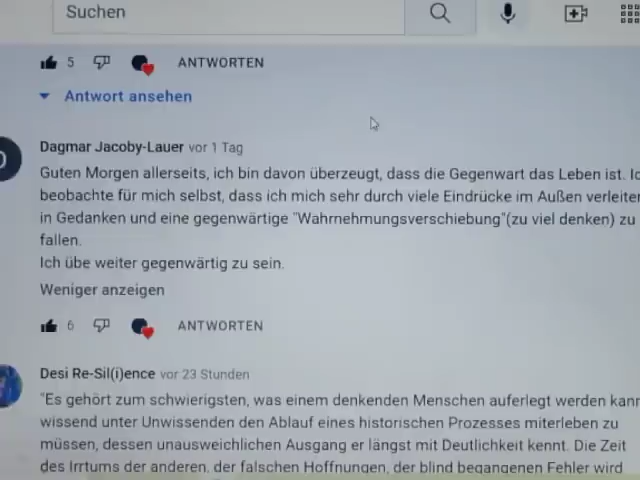 Suchen
5 ANTWORTEN
Antwort ansehen
Dagmar Jacoby-Lauer vor 1 Tag
Guten Morgen allerseits, ich bin davon überzeugt, dass die Gegenwart das Leben ist.
beobachte für mich selbst, dass ich mich sehr durch viele Eindrücke im Außen verleiten
in Gedanken und eine gegenwärtige "Wahrnehmungsverschiebung"(zu viel denken) zu
fallen.
Ich übe weiter gegenwärtig zu sein.
Weniger anzeigen
6 ANTWORTEN
Desi Re-Sil(i)ence vor 23 Stunden
"Es gehört zum schwierigsten, was einem denkenden Menschen auferlegt werden kann
wissend unter Unwissenden den Ablauf eines historischen Prozesses miterleben zu
müssen, dessen unausweichlichen Ausgang er längst mit Deutlichkeit kennt. Die Zeit
des Irrtums der anderen, der falschen Hoffnungen, der blind begangenen Fehler wird